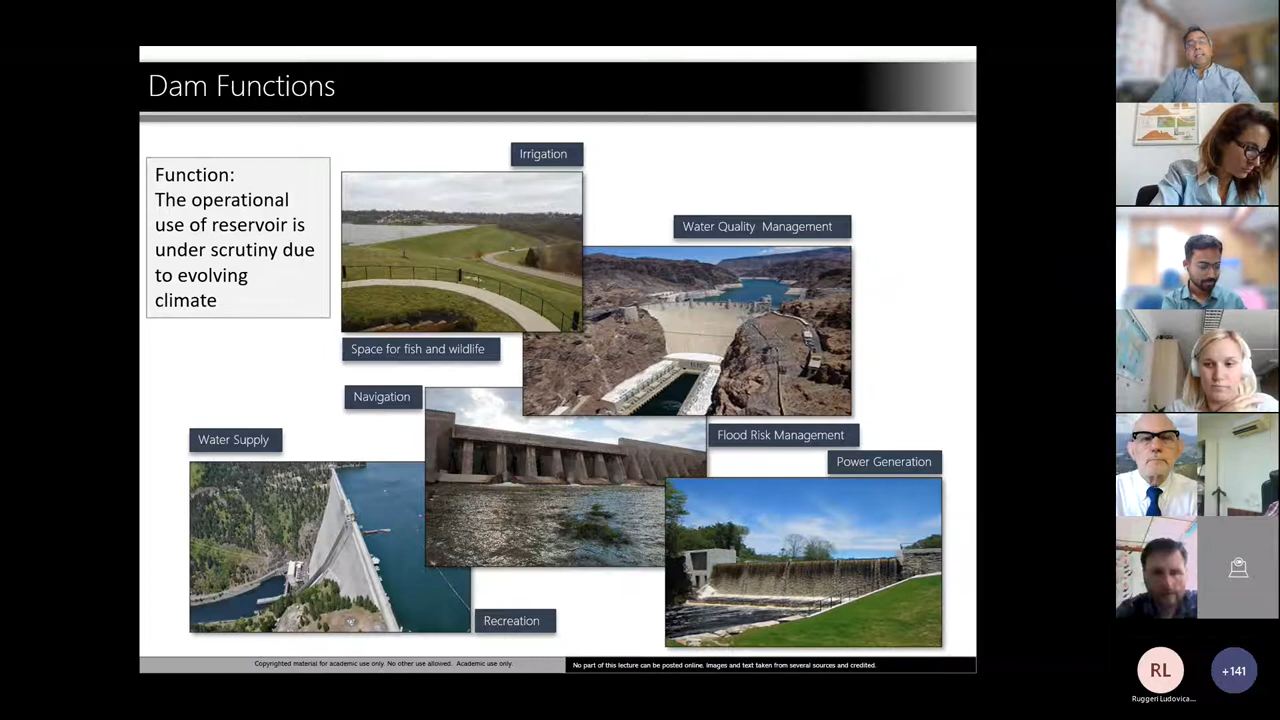 Dam Functions
Function:
The operational
use of reservoir is
under scrutiny due
to evolving
climate
Irrigation
Water Quality Management
Space for fish and wildlife
Navigation
Flood Risk Management
Water Supply
Power Generation
Recreation
Copyrighted material for academic use only. No other use allowed. Academic use only.
No part of this lecture can be posted online. Images and text taken from several sources and credited.
RL
+141
Ruggeri Ludovica...